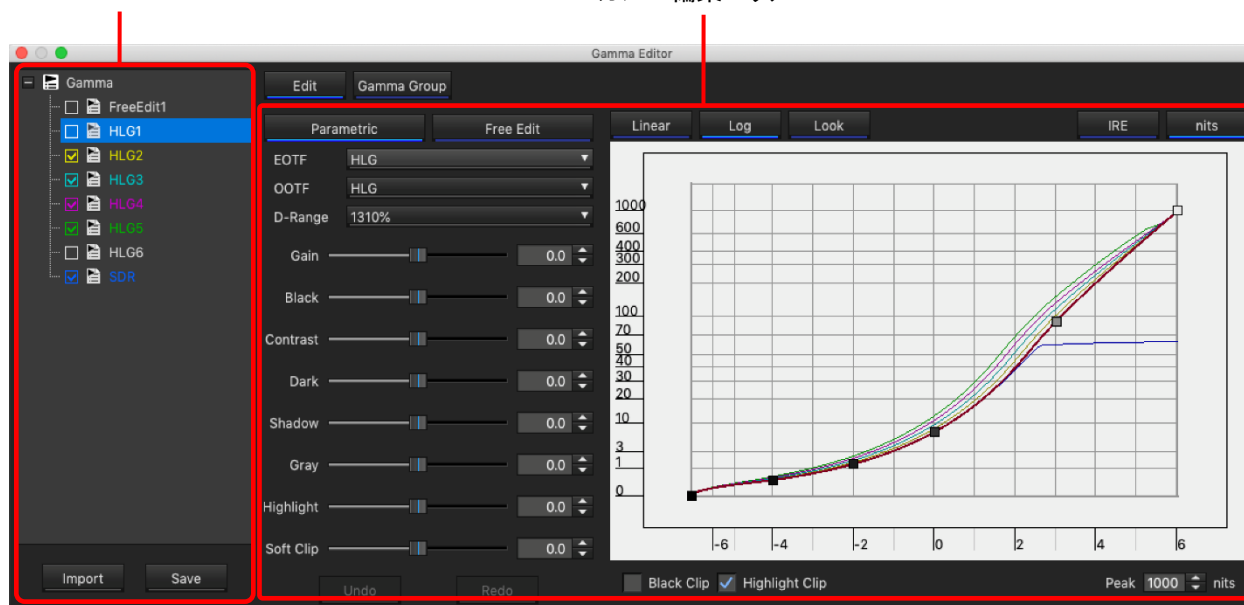 Gamma Editor
Gamma
FreeEdit1
HLG1
HLG2
HLG3
HLG4
HLG5
HLG6
SDR
Import Save
Edit Gamma Group
Parametric Free Edit
EOTF HLG
OOTF HLG
D-Range 1310%
Gain 0.0
Black 0.0
Contrast 0.0
Dark 0.0
Shadow 0.0
Gray 0.0
Highlight 0.0
Soft Clip 0.0
Undo Redo
Linear Log Look IRE nits
1000
600
400
300
200
100
70
50
40
30
20
10
3
1
0
-6 -4 -2 0 2 4 6
Black Clip Highlight Clip Peak 1000 nits